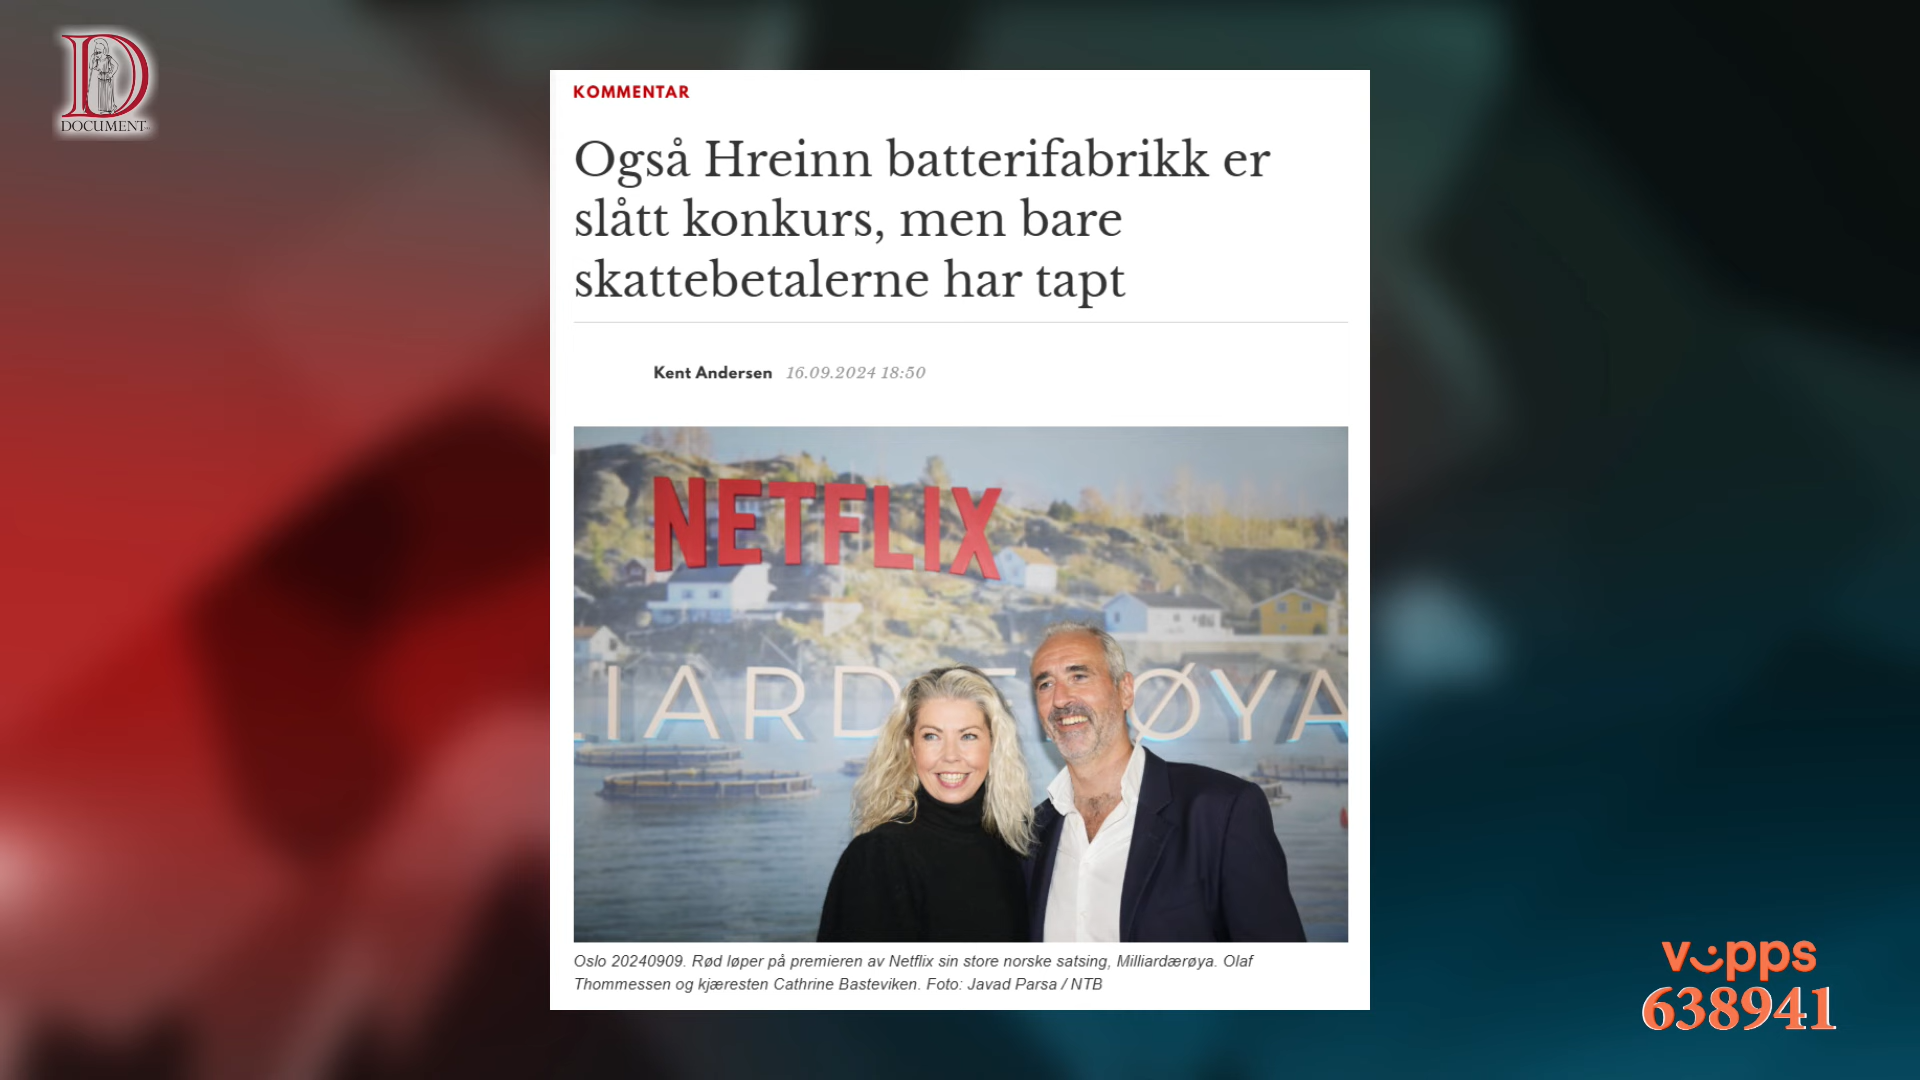 D
DOCUMENT
KOMMENTAR
Også Hreinn batterifabrikk er
slått konkurs, men bare
skattebetalerne har tapt
Kent Andersen 16.09.2024 18:50
NETFLIX
LIARD ØYA
Oslo 20240909. Rød løper på premieren av Netflix sin store norske satsing, Milliardærøya. Olaf
Thommessen og kjæresten Cathrine Basteviken. Foto: Javad Parsa / NTB
vipps
638941